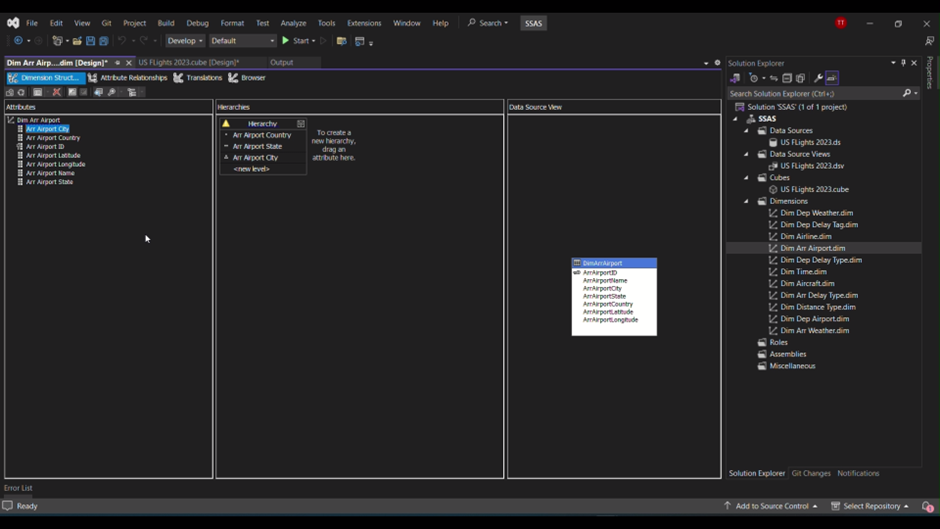 File Edit View Git Project Build Debug Format Test Analyze Tools Extensions Window Help Search SSAS TT
Develop Default Start
Dim Arr Airp....dim [Design]* US FLights 2023.cube [Design]* Output
Dimension Struct... Attribute Relationships Translations Browser
Attributes
Dim Arr Airport
Arr Airport City
Arr Airport Country
Arr Airport ID
Arr Airport Latitude
Arr Airport Longitude
Arr Airport Name
Arr Airport State
Hierarchies
Hierarchy
Arr Airport Country
Arr Airport State
Arr Airport City
<new level>
To create a
new hierarchy,
drag an
attribute here.
Data Source View
DimArrAirport
ArrAirportID
ArrAirportName
ArrAirportCity
ArrAirportState
ArrAirportCountry
ArrAirportLatitude
ArrAirportLongitude
Solution Explorer
Search Solution Explorer (Ctrl+;)
Solution 'SSAS' (1 of 1 project)
SSAS
Data Sources
US FLights 2023.ds
Data Source Views
US FLights 2023.dsv
Cubes
US FLights 2023.cube
Dimensions
Dim Dep Weather.dim
Dim Dep Delay Tag.dim
Dim Airline.dim
Dim Arr Airport.dim
Dim Dep Delay Type.dim
Dim Time.dim
Dim Aircraft.dim
Dim Arr Delay Type.dim
Dim Distance Type.dim
Dim Dep Airport.dim
Dim Arr Weather.dim
Roles
Assemblies
Miscellaneous
Solution Explorer Git Changes Notifications
Properties
Error List
Ready Add to Source Control Select Repository